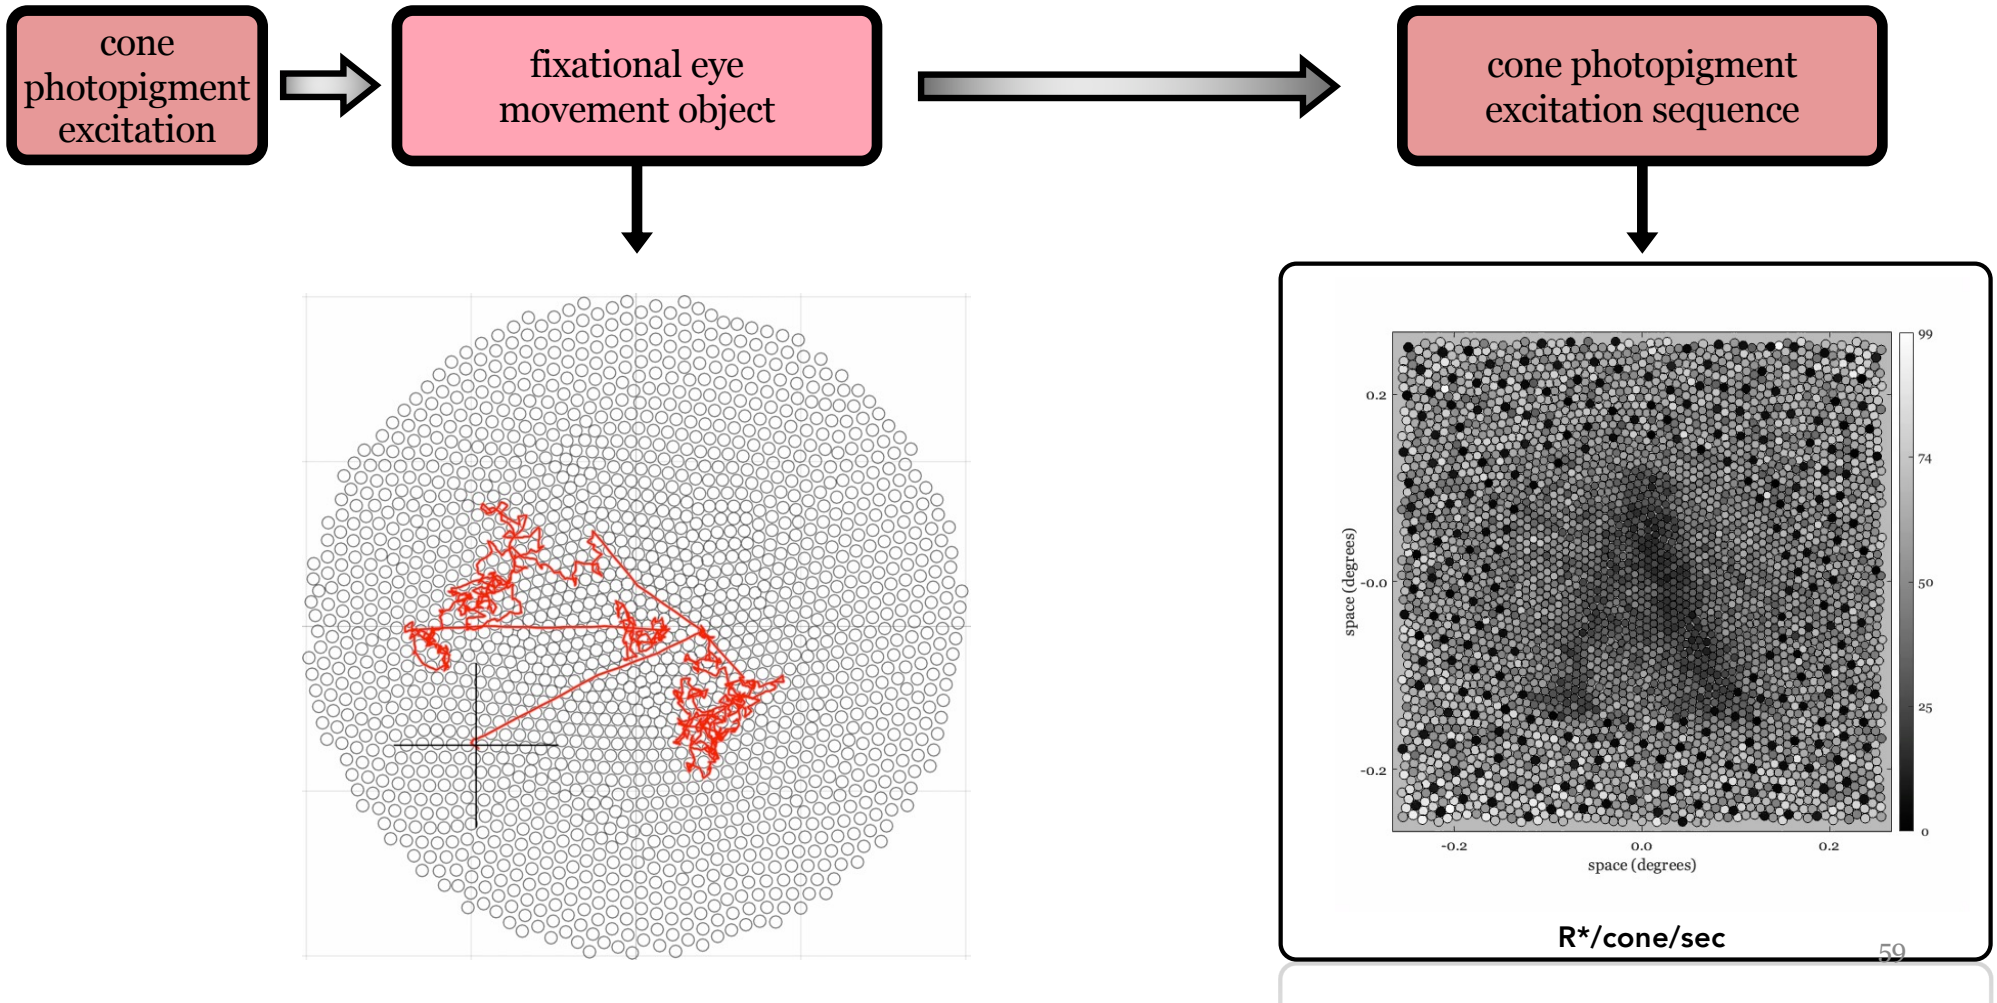 cone
photopigment
excitation
fixational eye
movement object
cone photopigment
excitation sequence
99
74
50
25
0
0.2
-0.0
-0.2
space (degrees)
-0.2
0.0
0.2
space (degrees)
R*/cone/sec
59